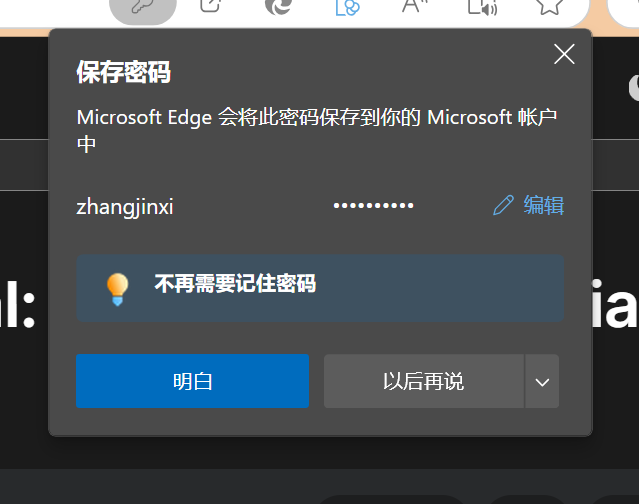 保存密码
Microsoft Edge 会将此密码保存到你的 Microsoft 帐户
中
zhangjinxi
••••••••••
编辑
不再需要记住密码
明白
以后再说